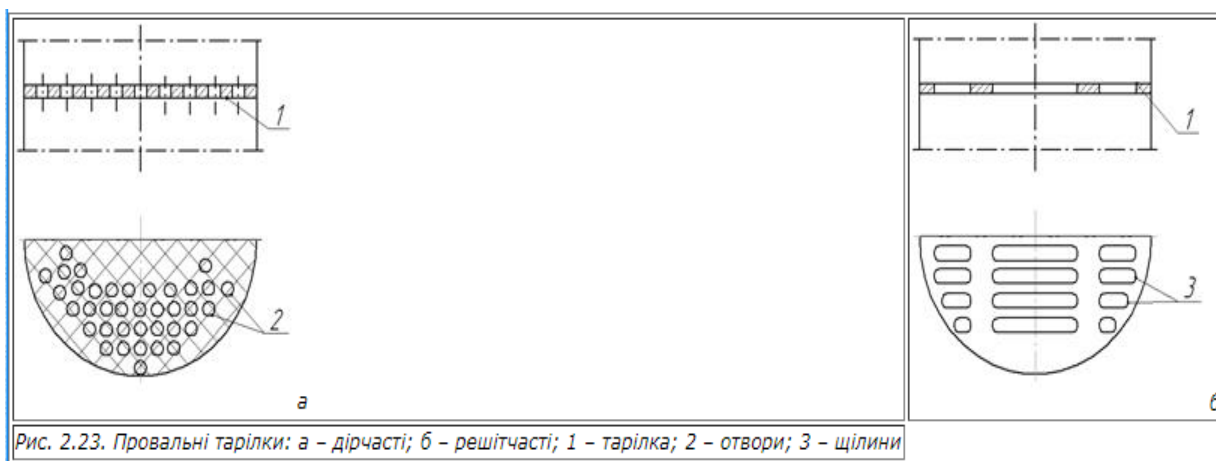 1
2
а
1
3
б
Рис. 2.23. Провальні тарілки: а – дірчасті; б – решітчасті; 1 – тарілка; 2 – отвори; 3 – щілини